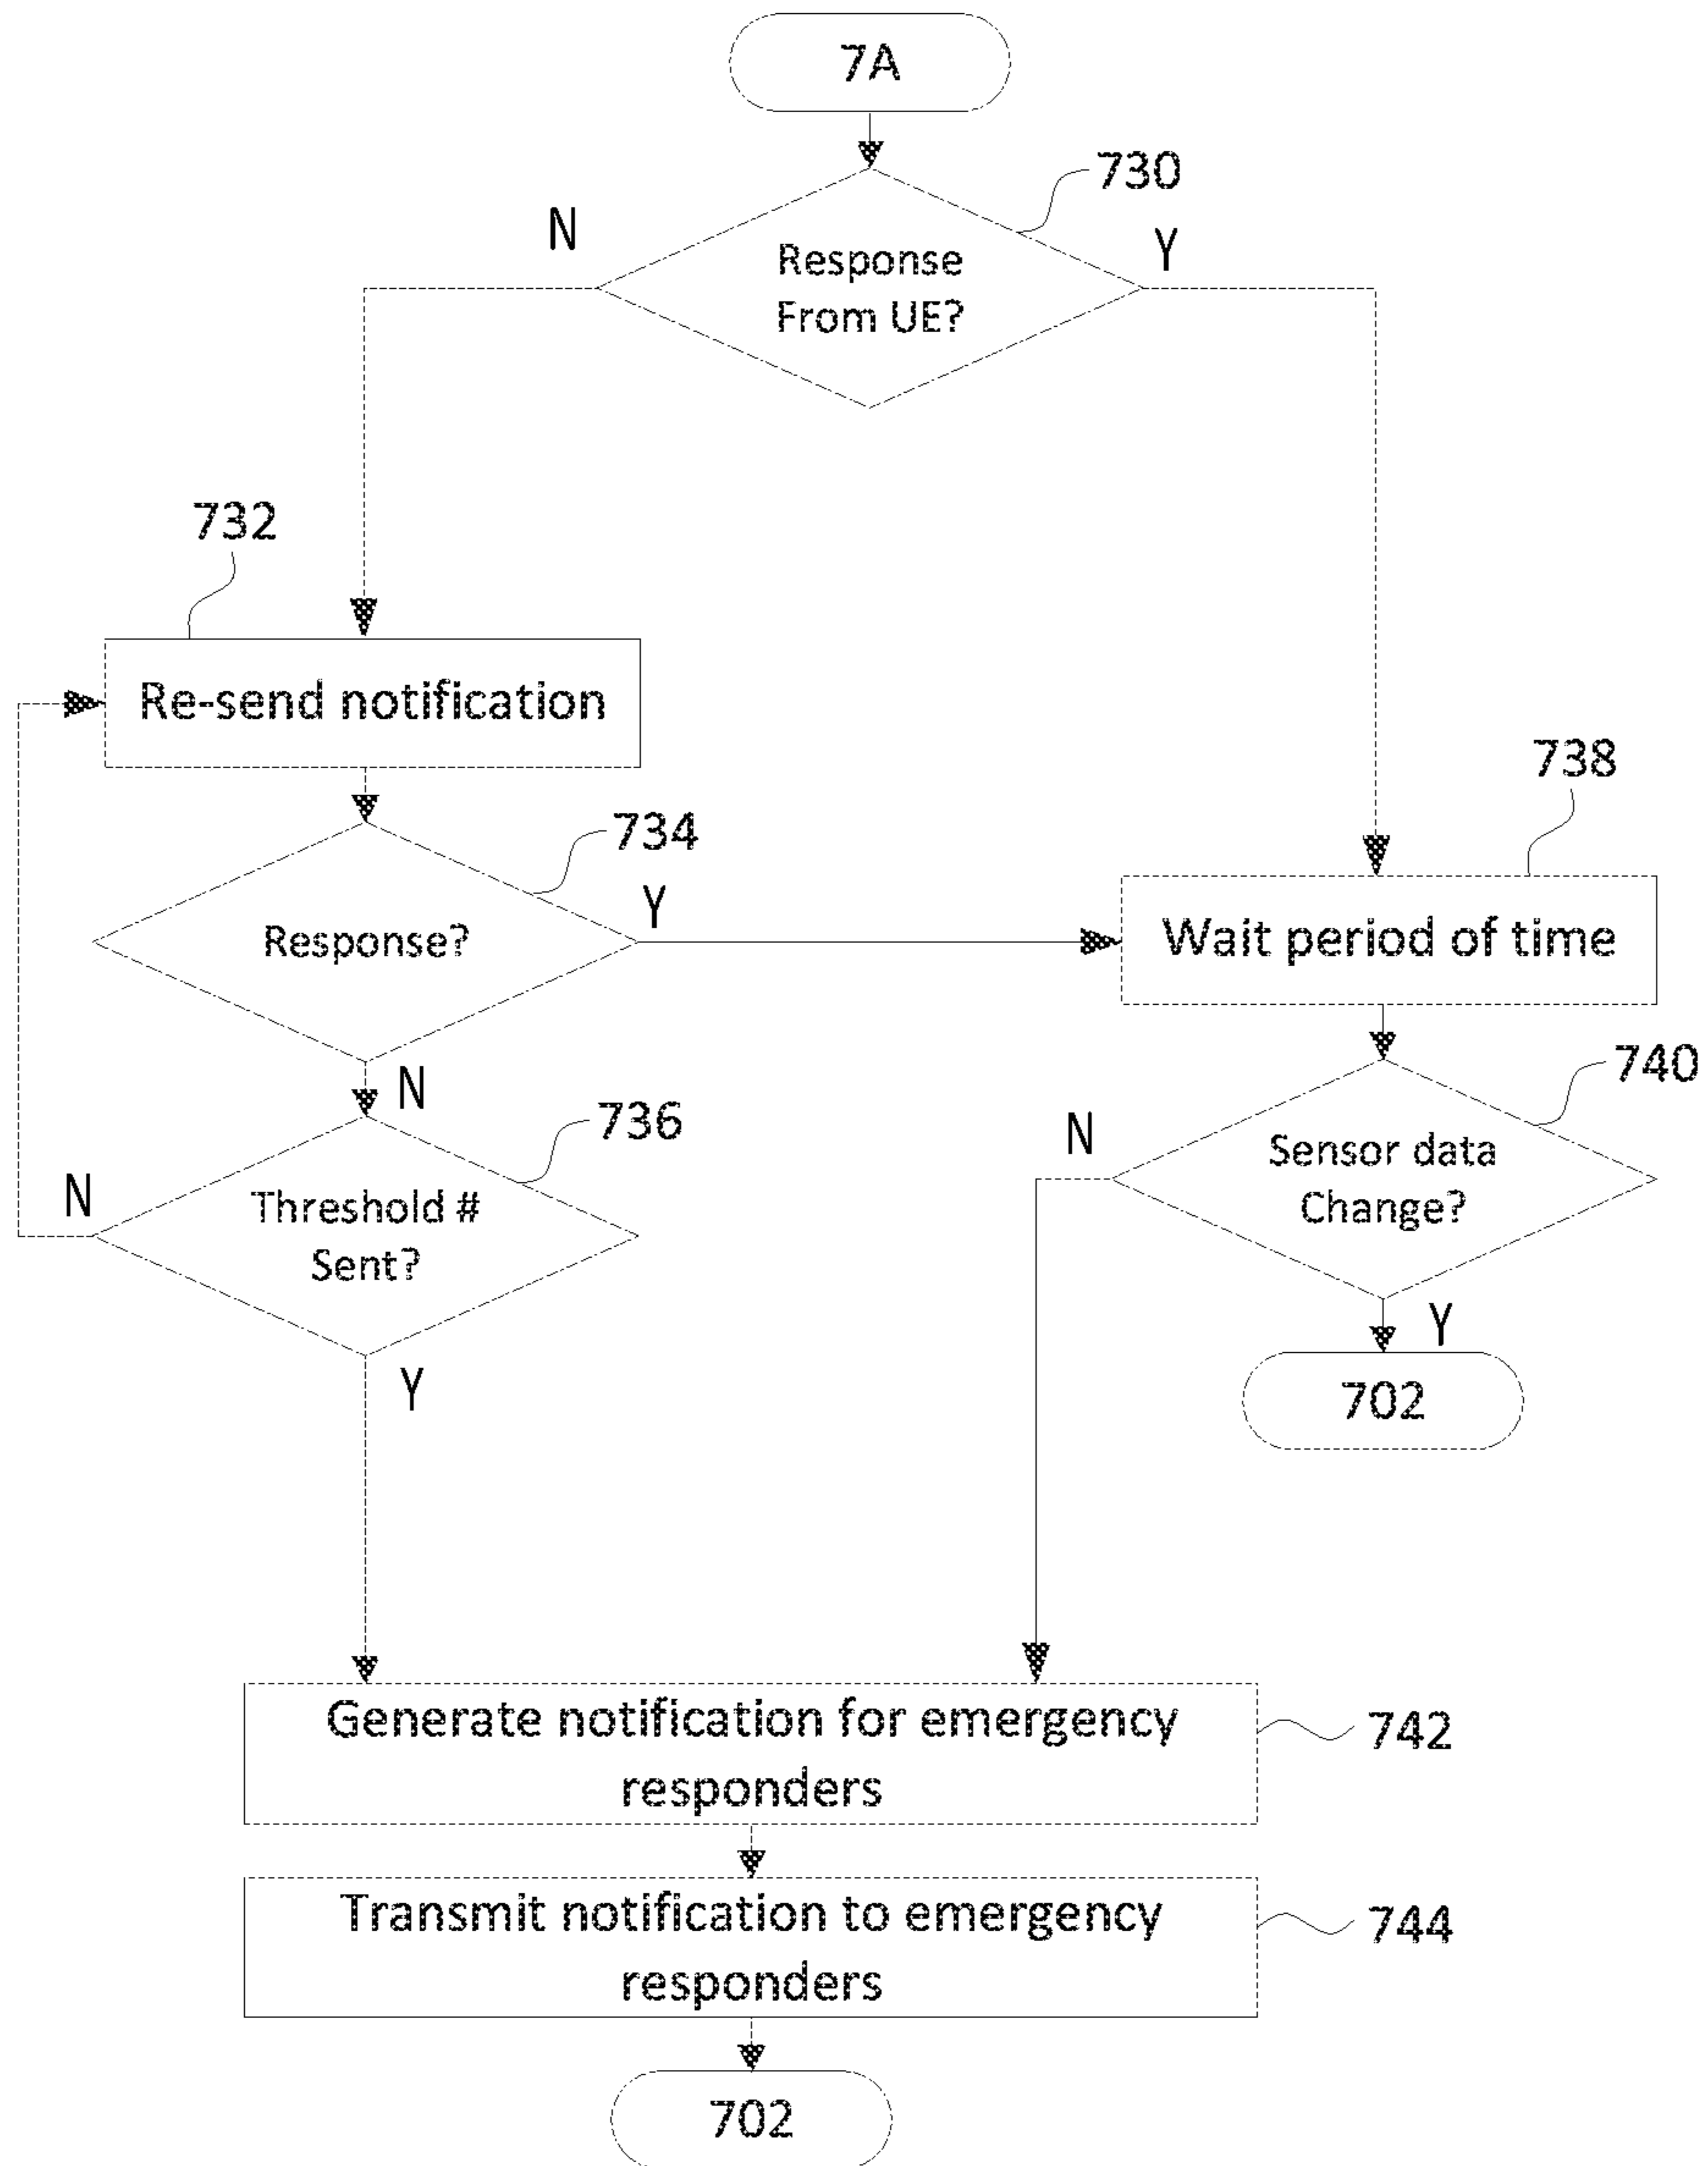 7A
730
N
Y
Response
From UE?
732
Re-send notification
738
734
Y
Response?
Wait period of time
N
740
736
N
Sensor data
Change?
N
Threshold #
Sent?
Y
Y
702
Generate notification for emergency
responders
742
Transmit notification to emergency
responders
744
702